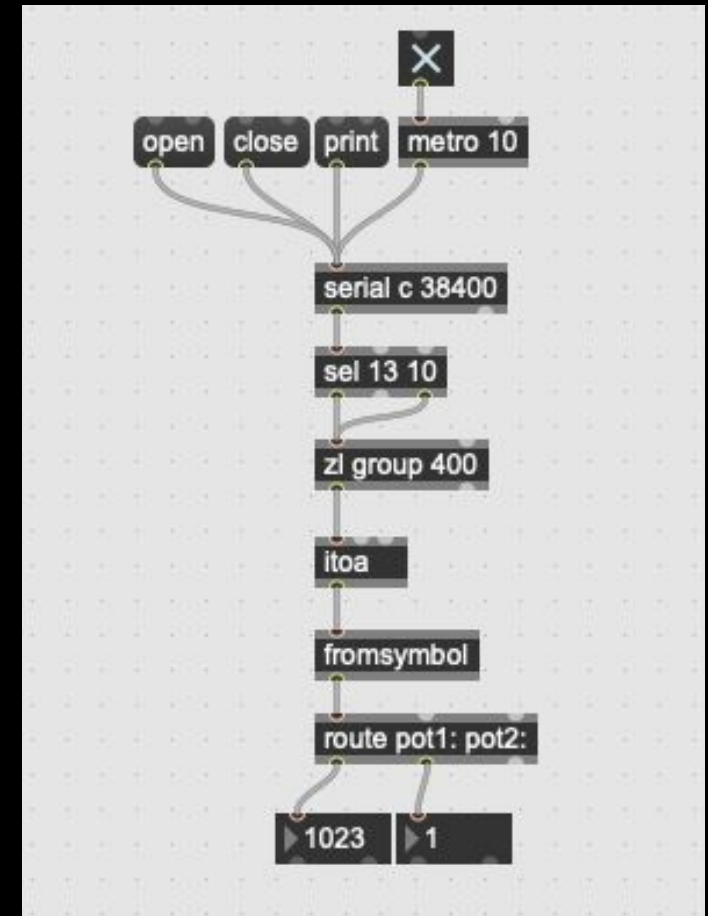 open close print metro 10
serial c 38400
sel 13 10
zl group 400
itoa
fromsymbol
route pot1: pot2:
1023 1